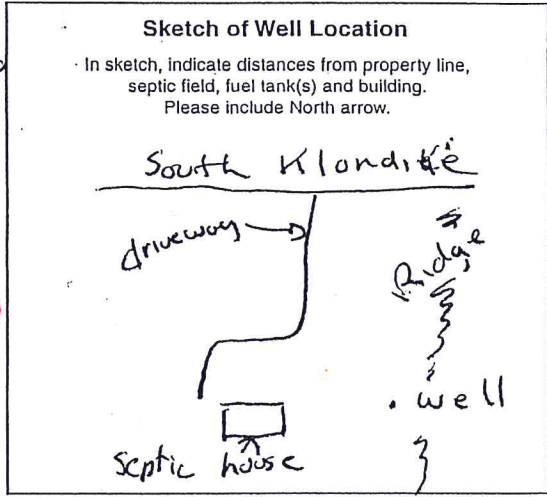 Sketch of Well Location
In sketch, indicate distances from property line,
septic field, fuel tank(s) and building.
Please include North arrow.
South Klondike
driveway
Ridge
. well
Septic house